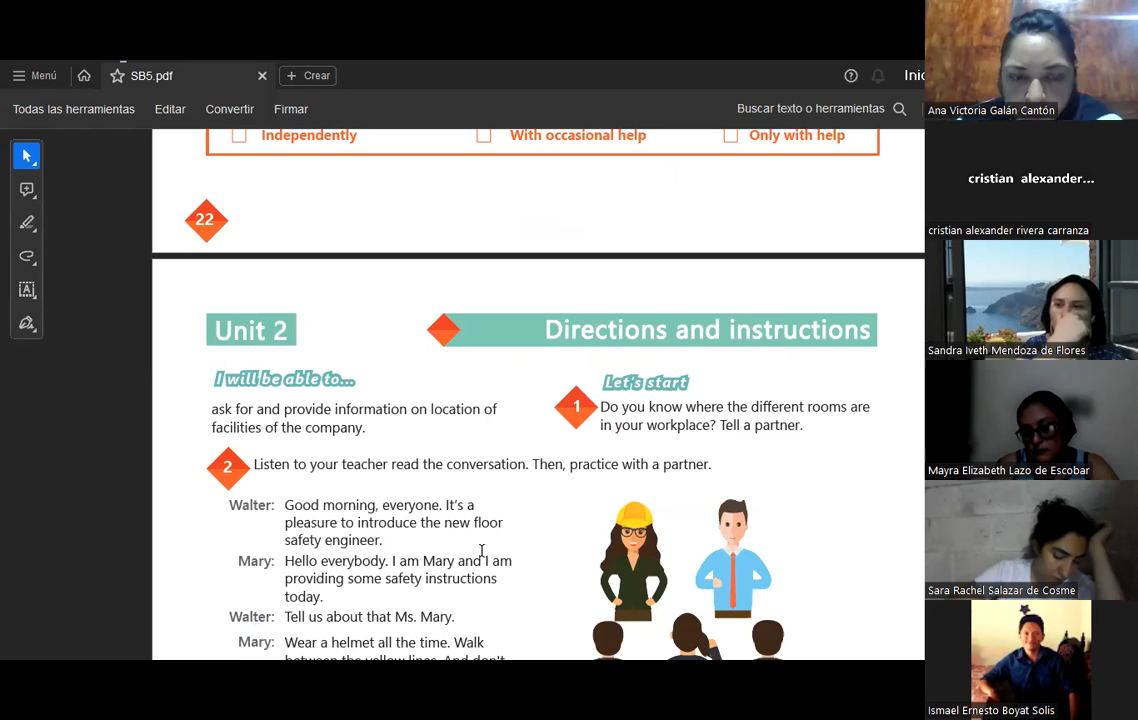 Menú
SB5.pdf
Crear
Inic
Todas las herramientas
Editar
Convertir
Firmar
Buscar texto o herramientas
Independently
With occasional help
Only with help
22
Unit 2
Directions and instructions
I will be able to...
ask for and provide information on location of
facilities of the company.
Let's start
1
Do you know where the different rooms are
in your workplace? Tell a partner.
2
Listen to your teacher read the conversation. Then, practice with a partner.
Walter: Good morning, everyone. It's a
pleasure to introduce the new floor
safety engineer.
Mary: Hello everybody. I am Mary and I am
providing some safety instructions
today.
Walter: Tell us about that Ms. Mary.
Mary: Wear a helmet all the time. Walk
between the yellow lines. And don't
Ana Victoria Galán Cantón
cristian alexander...
cristian alexander rivera carranza
Sandra Iveth Mendoza de Flores
Mayra Elizabeth Lazo de Escobar
Sara Rachel Salazar de Cosme
Ismael Ernesto Boyat Solis